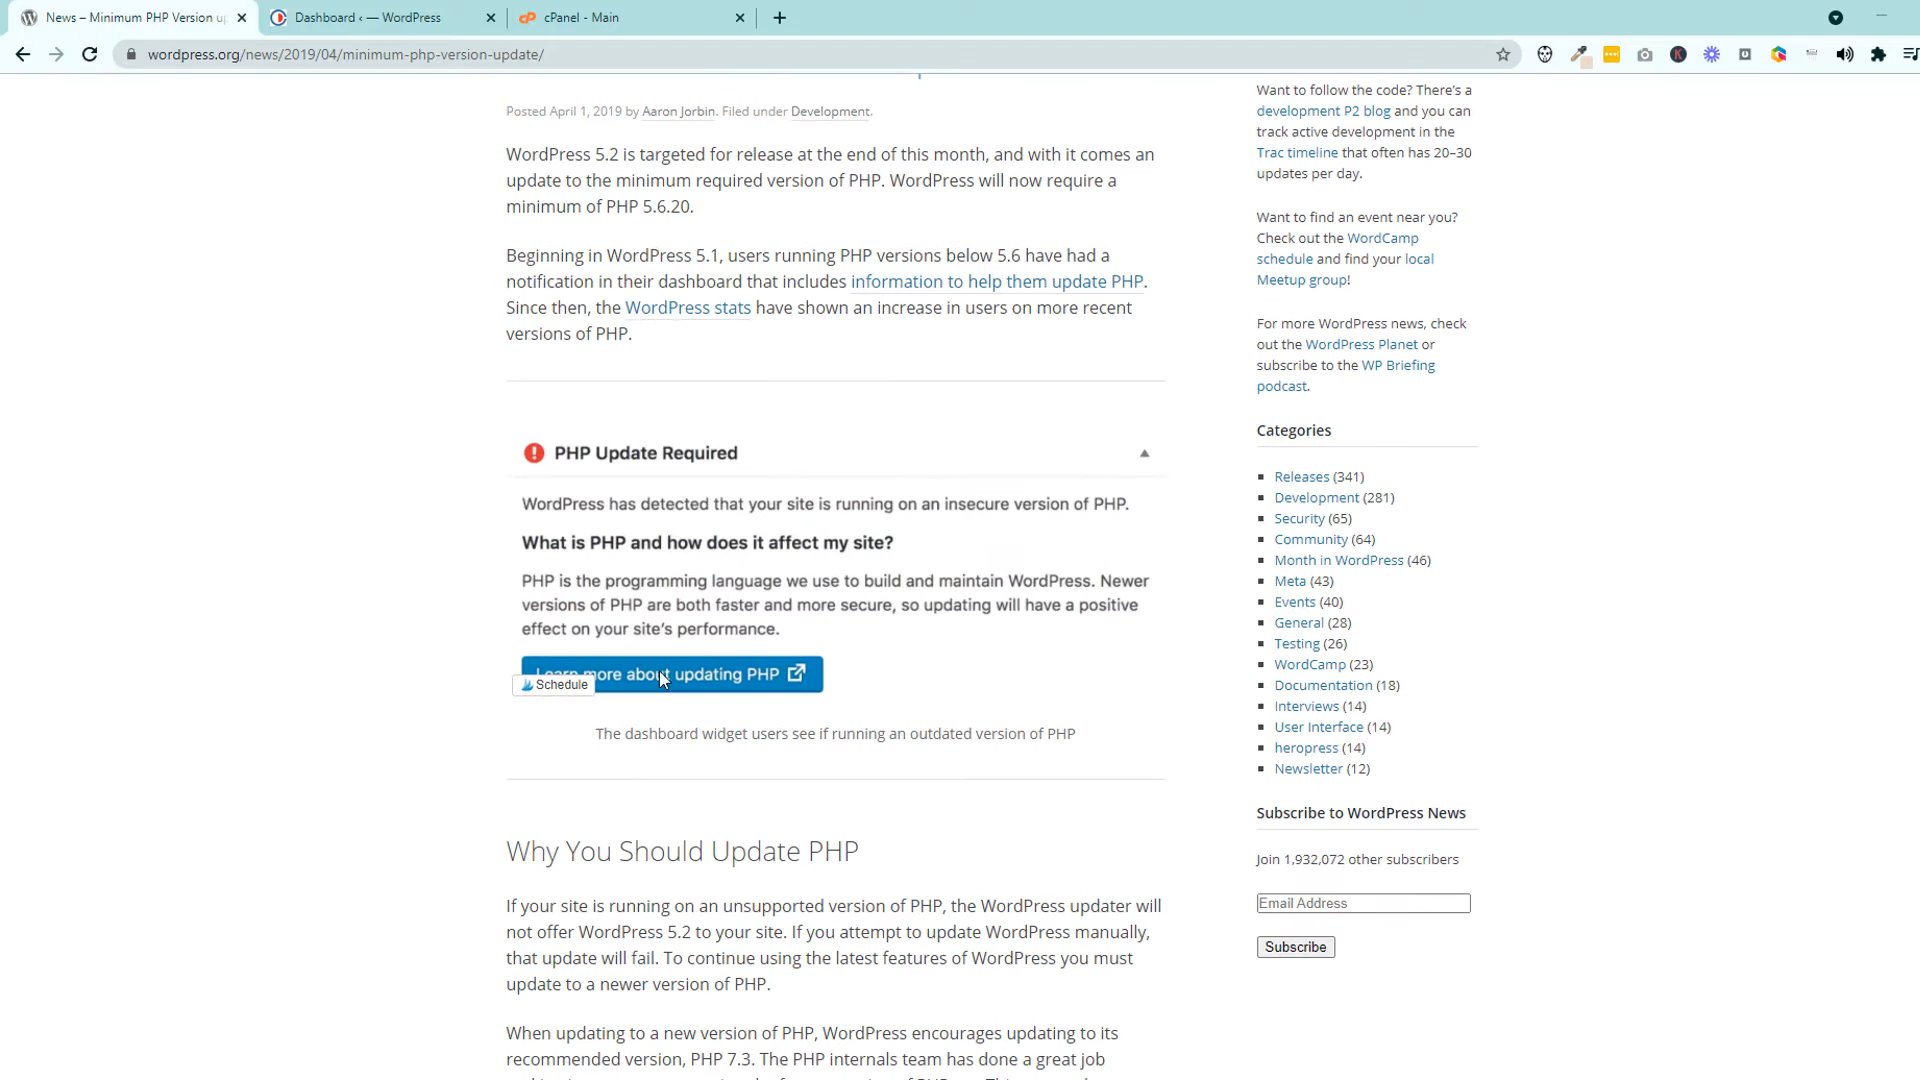 News – Minimum PHP Version up
Dashboard ‹ — WordPress
cPanel - Main
wordpress.org/news/2019/04/minimum-php-version-update/
Posted April 1, 2019 by Aaron Jorbin. Filed under Development.
WordPress 5.2 is targeted for release at the end of this month, and with it comes an
update to the minimum required version of PHP. WordPress will now require a
minimum of PHP 5.6.20.
Beginning in WordPress 5.1, users running PHP versions below 5.6 have had a
notification in their dashboard that includes information to help them update PHP.
Since then, the WordPress stats have shown an increase in users on more recent
versions of PHP.
PHP Update Required
WordPress has detected that your site is running on an insecure version of PHP.
What is PHP and how does it affect my site?
PHP is the programming language we use to build and maintain WordPress. Newer
versions of PHP are both faster and more secure, so updating will have a positive
effect on your site's performance.
Learn more about updating PHP
Schedule
The dashboard widget users see if running an outdated version of PHP
Why You Should Update PHP
If your site is running on an unsupported version of PHP, the WordPress updater will
not offer WordPress 5.2 to your site. If you attempt to update WordPress manually,
that update will fail. To continue using the latest features of WordPress you must
update to a newer version of PHP.
When updating to a new version of PHP, WordPress encourages updating to its
recommended version, PHP 7.3. The PHP internals team has done a great job
Want to follow the code? There's a
development P2 blog and you can
track active development in the
Trac timeline that often has 20–30
updates per day.
Want to find an event near you?
Check out the WordCamp
schedule and find your local
Meetup group!
For more WordPress news, check
out the WordPress Planet or
subscribe to the WP Briefing
podcast.
Categories
Releases (341)
Development (281)
Security (65)
Community (64)
Month in WordPress (46)
Meta (43)
Events (40)
General (28)
Testing (26)
WordCamp (23)
Documentation (18)
Interviews (14)
User Interface (14)
heropress (14)
Newsletter (12)
Subscribe to WordPress News
Join 1,932,072 other subscribers
Email Address
Subscribe